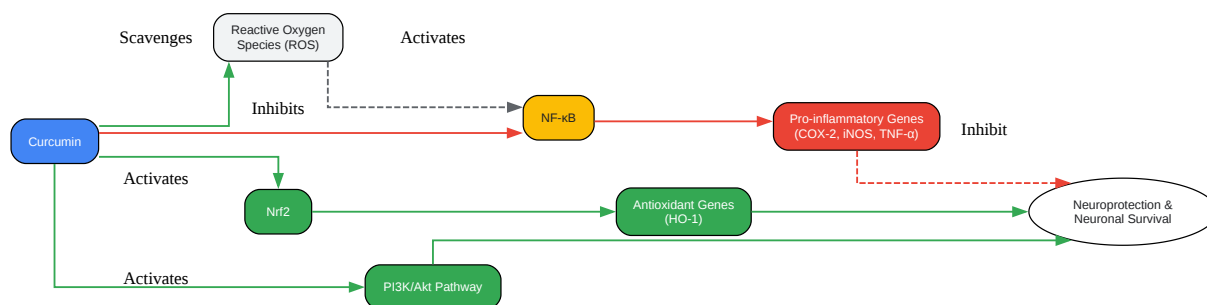 Scavenges
Reactive Oxygen
Species (ROS)
Activates
Inhibits
Curcumin
NF-κB
Pro-inflammatory Genes
(COX-2, iNOS, TNF-α)
Inhibit
Activates
Nrf2
Antioxidant Genes
(HO-1)
Neuroprotection &
Neuronal Survival
Activates
PI3K/Akt Pathway